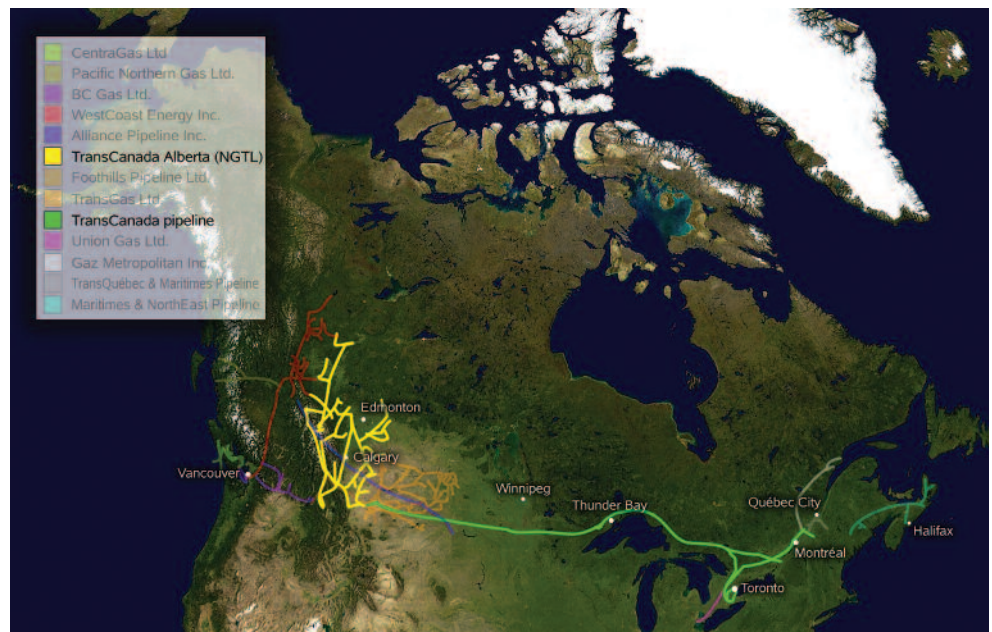 CentraGas Ltd
Pacific Northern Gas Ltd.
BC Gas Ltd.
WestCoast Energy Inc.
Alliance Pipeline Inc.
TransCanada Alberta (NGTL)
Foothills Pipeline Ltd.
TransGas Ltd.
TransCanada pipeline
Union Gas Ltd.
Gaz Metropolitan Inc.
TransQuébec & Maritimes Pipeline
Maritimes & NorthEast Pipeline
Edmonton
Calgary
Vancouver
Winnipeg
Thunder Bay
Québec City
Halifax
Montréal
Toronto